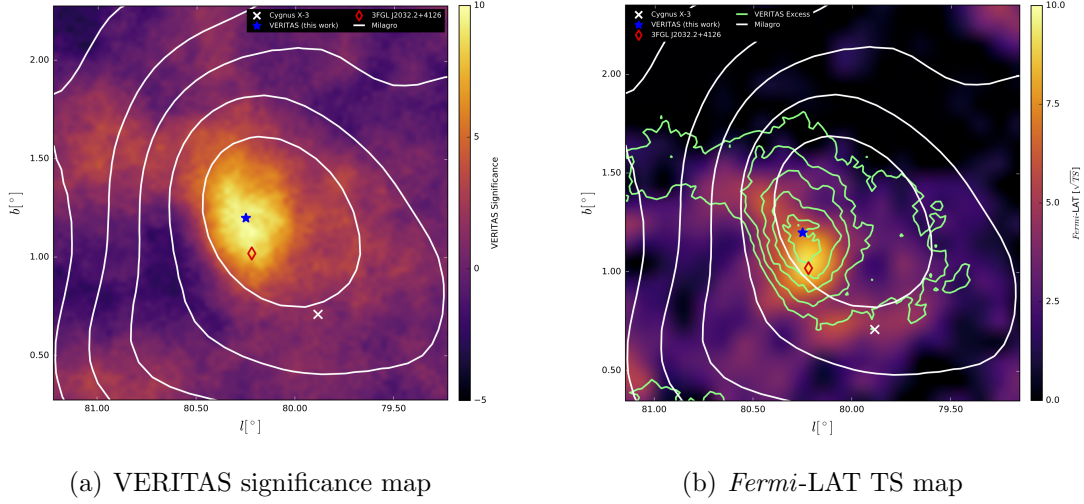 Cygnus X-3
VERITAS (this work)
3FGL J2032.2+4126
Milagro
2.00
1.50
1.00
0.50
b[°]
81.00
80.50
80.00
79.50
l[°]
10
5
0
−5
VERITAS Significance
(a) VERITAS significance map
Cygnus X-3
VERITAS (this work)
3FGL J2032.2+4126
VERITAS Excess
Milagro
2.00
1.50
1.00
0.50
b[°]
81.00
80.50
80.00
79.50
l[°]
10.0
7.5
5.0
2.5
0.0
Fermi-LAT [√TS]
(b) Fermi-LAT TS map